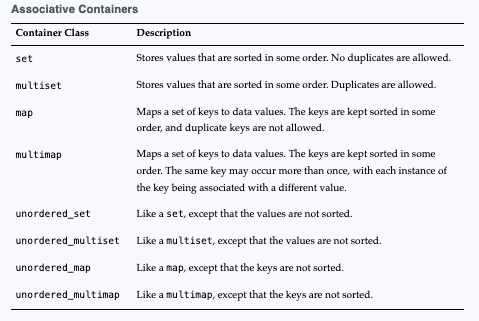 Associative Containers
Container Class Description
set Stores values that are sorted in some order. No duplicates are allowed.
multiset Stores values that are sorted in some order. Duplicates are allowed.
map Maps a set of keys to data values. The keys are kept sorted in some
order, and duplicate keys are not allowed.
multimap Maps a set of keys to data values. The keys are kept sorted in some
order. The same key may occur more than once, with each instance of
the key being associated with a different value.
unordered_set Like a set, except that the values are not sorted.
unordered_multiset Like a multiset, except that the values are not sorted.
unordered_map Like a map, except that the keys are not sorted.
unordered_multimap Like a multimap, except that the keys are not sorted.